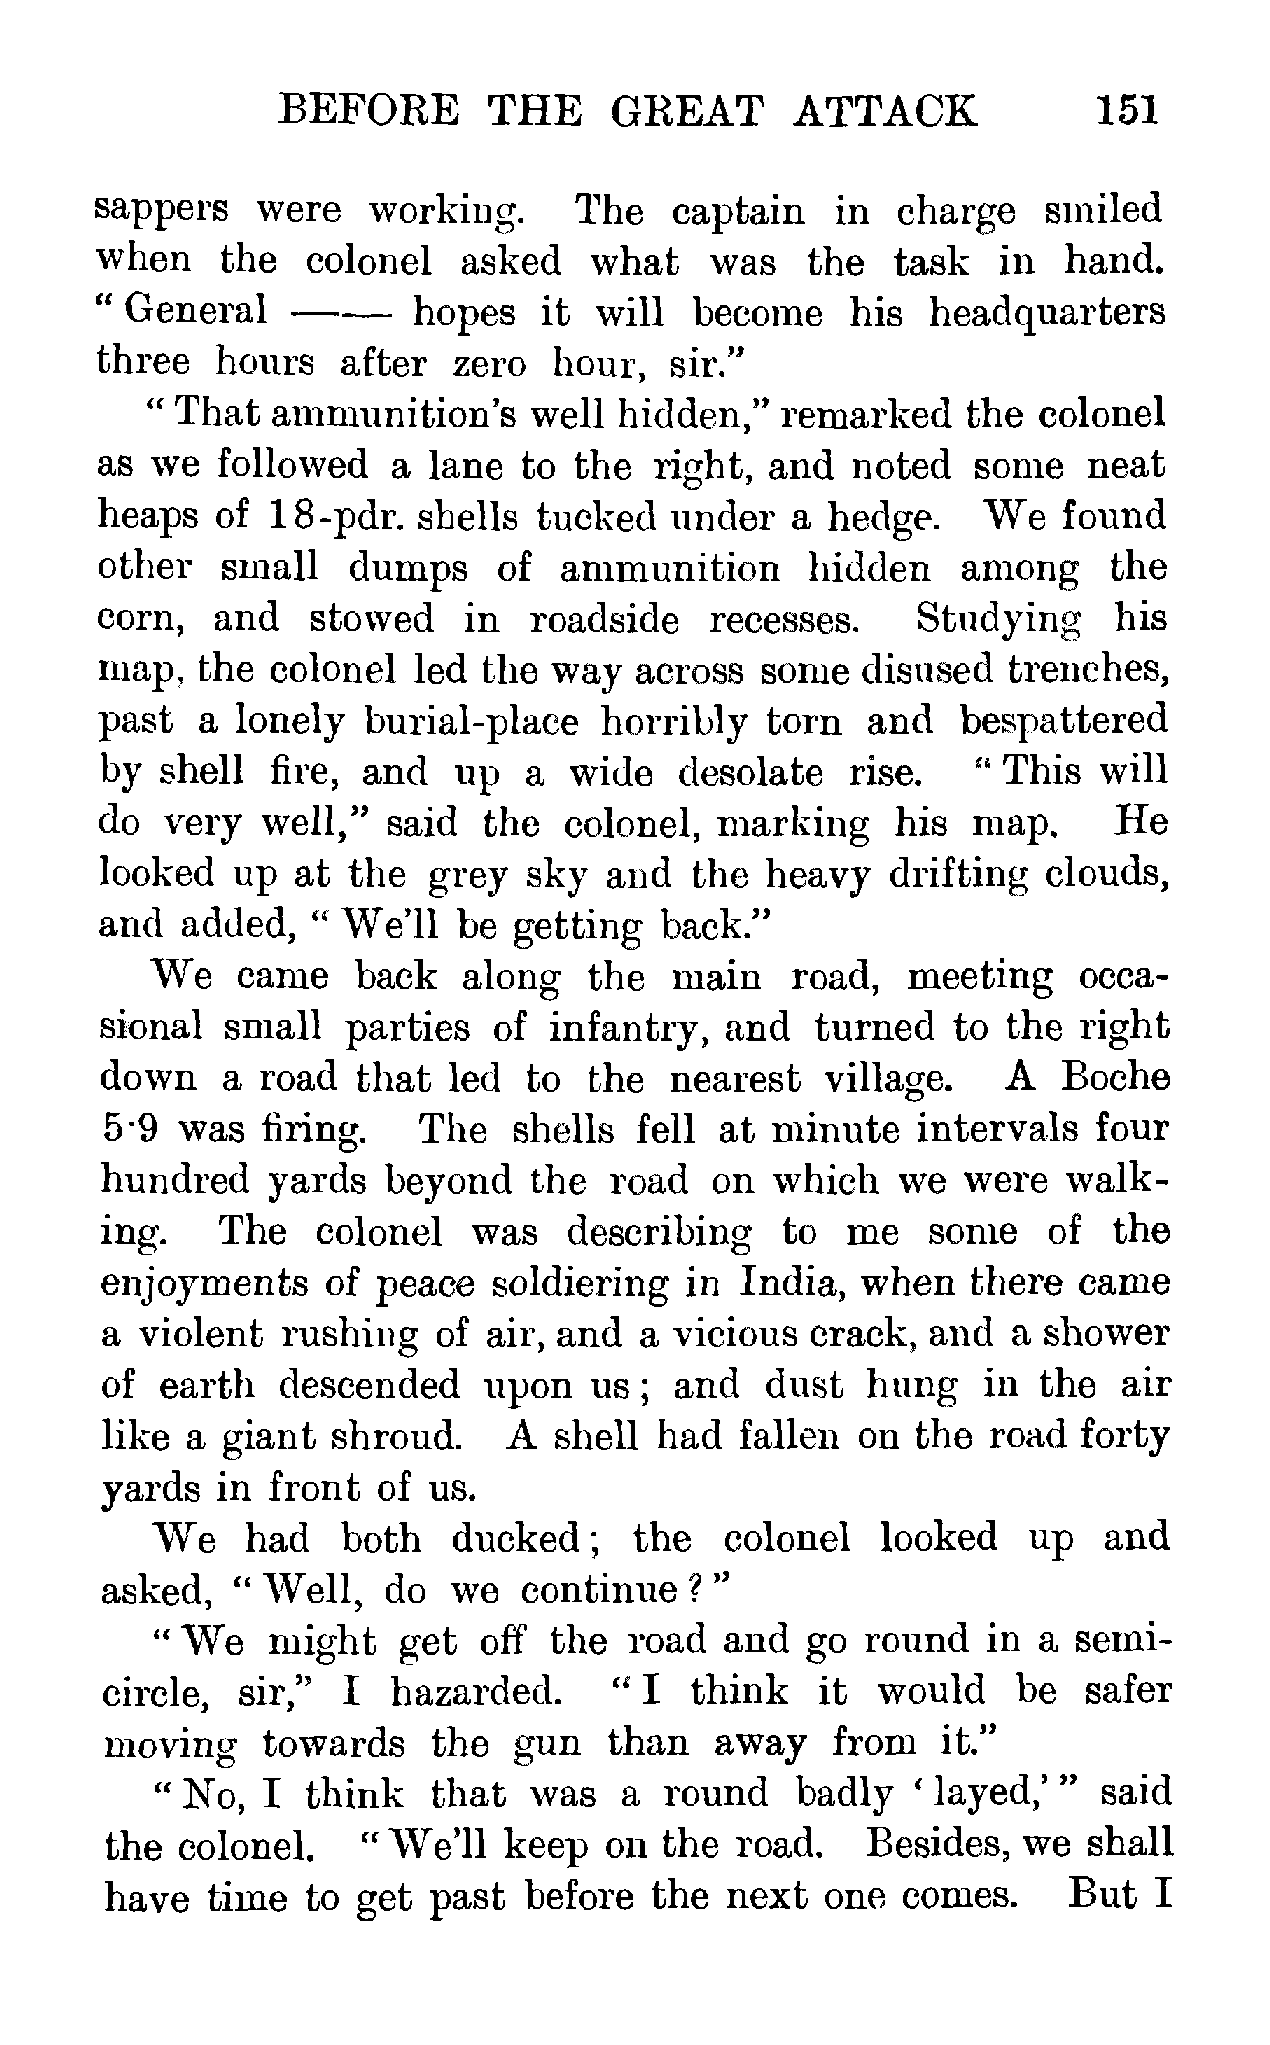 BEFORE THE GREAT ATTACK 151
sappers were working. The captain in charge smiled
when the colonel asked what was the task in hand.
“ General —— hopes it will become his headquarters
three hours after zero hour, sir.”
“ That ammunition's well hidden,” remarked the colonel
as we followed a lane to the right, and noted some neat
heaps of 18-pdr. shells tucked under a hedge. We found
other small dumps of ammunition hidden among the
corn, and stowed in roadside recesses. Studying his
map, the colonel led the way across some disused trenches,
past a lonely burial-place horribly torn and bespattered
by shell fire, and up a wide desolate rise. “ This will
do very well,” said the colonel, marking his map. He
looked up at the grey sky and the heavy drifting clouds,
and added, “ We'll be getting back.”
We came back along the main road, meeting occa-
sional small parties of infantry, and turned to the right
down a road that led to the nearest village. A Boche
5·9 was firing. The shells fell at minute intervals four
hundred yards beyond the road on which we were walk-
ing. The colonel was describing to me some of the
enjoyments of peace soldiering in India, when there came
a violent rushing of air, and a vicious crack, and a shower
of earth descended upon us ; and dust hung in the air
like a giant shroud. A shell had fallen on the road forty
yards in front of us.
We had both ducked ; the colonel looked up and
asked, “ Well, do we continue ? ”
“ We might get off the road and go round in a semi-
circle, sir,” I hazarded. “ I think it would be safer
moving towards the gun than away from it.”
“ No, I think that was a round badly ‘ layed,’ ” said
the colonel. “ We'll keep on the road. Besides, we shall
have time to get past before the next one comes. But I